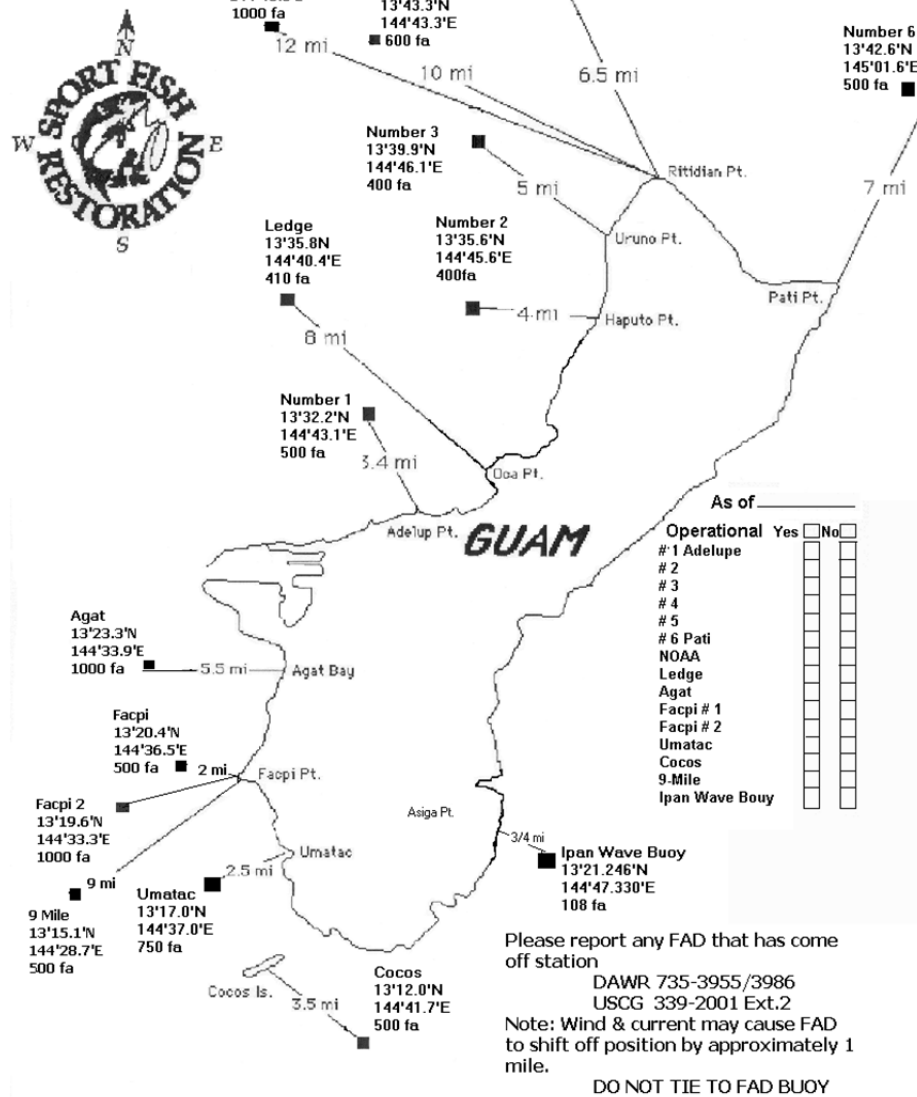 1000 fa
13'43.3'N
144'43.3'E
600 fa
12 mi
10 mi
6.5 mi
Number 6
13'42.6'N
145'01.6'E
500 fa
N
W
E
S
SPORT FISH
RESTORATION
Number 3
13'39.9'N
144'46.1'E
400 fa
5 mi
Ritidian Pt.
7 mi
Uruno Pt.
Ledge
13'35.8N
144'40.4'E
410 fa
Number 2
13'35.6'N
144'45.6'E
400fa
4 mi
Haputo Pt.
Pati Pt.
8 mi
Number 1
13'32.2'N
144'43.1'E
500 fa
3.4 mi
Ooa Pt.
Adelup Pt.
GUAM
As of
Operational Yes No
#'1 Adelupe
# 2
# 3
# 4
# 5
# 6 Pati
NOAA
Ledge
Agat
Facpi # 1
Facpi # 2
Umatac
Cocos
9-Mile
Ipan Wave Bouy
Agat
13'23.3'N
144'33.9'E
1000 fa
5.5 mi
Agat Bay
Facpi
13'20.4'N
144'36.5'E
500 fa
2 mi
Facpi Pt.
Facpi 2
13'19.6'N
144'33.3'E
1000 fa
Asiga Pt.
3/4 mi
Ipan Wave Buoy
13'21.246'N
144'47.330'E
108 fa
9 mi
9 Mile
13'15.1'N
144'28.7'E
500 fa
Umatac
2.5 mi
Umatac
13'17.0'N
144'37.0'E
750 fa
Cocos Is.
3.5 mi
Cocos
13'12.0'N
144'41.7'E
500 fa
Please report any FAD that has come
off station
DAWR 735-3955/3986
USCG 339-2001 Ext.2
Note: Wind & current may cause FAD
to shift off position by approximately 1
mile.
DO NOT TIE TO FAD BUOY